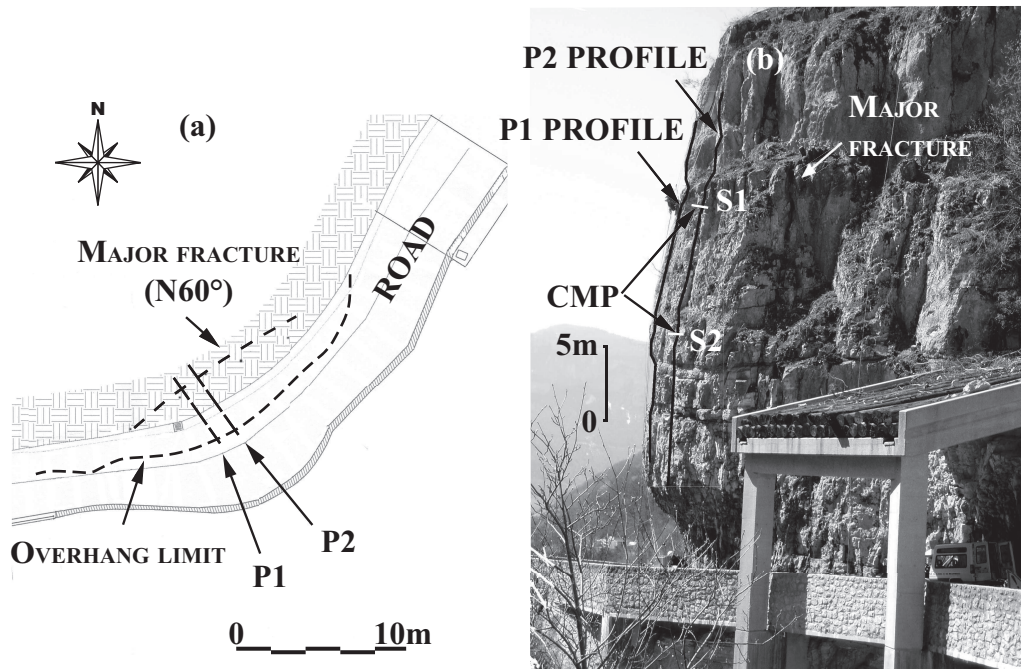 N
(a)
MAJOR FRACTURE
(N60°)
ROAD
OVERHANG LIMIT
P1
P2
0 10m
P2 PROFILE
(b)
P1 PROFILE
MAJOR
FRACTURE
S1
CMP
S2
5m
0